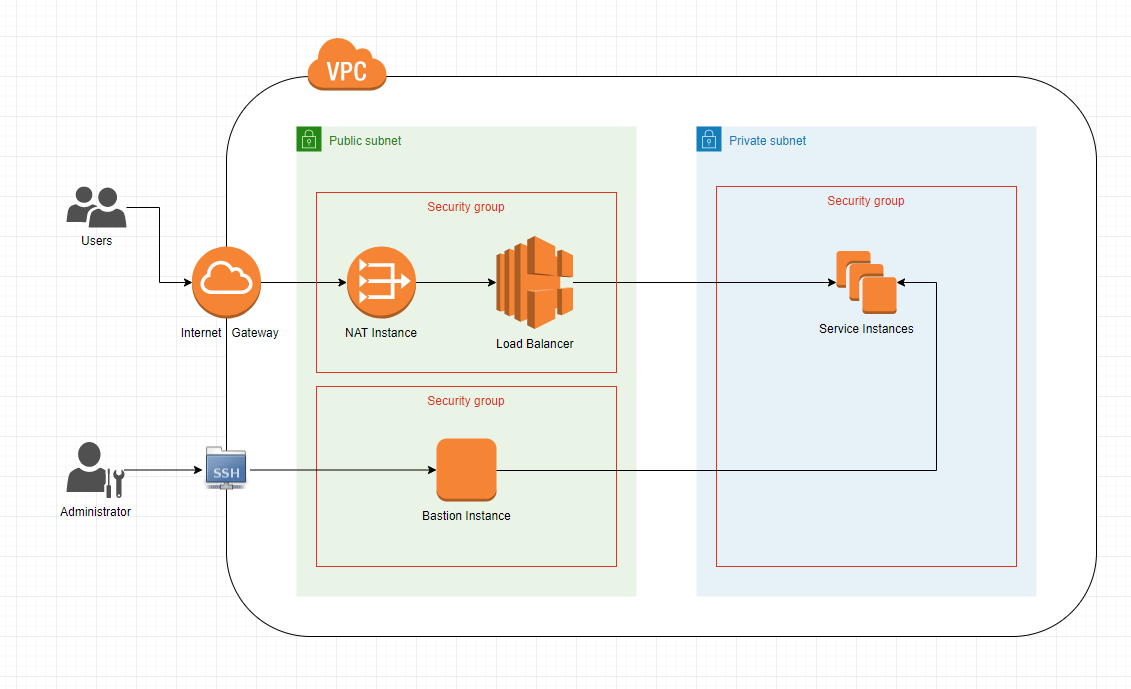 VPC
Public subnet
Private subnet
Security group
Security group
Users
Internet Gateway
NAT Instance
Load Balancer
Service Instances
Security group
SSH
Administrator
Bastion Instance